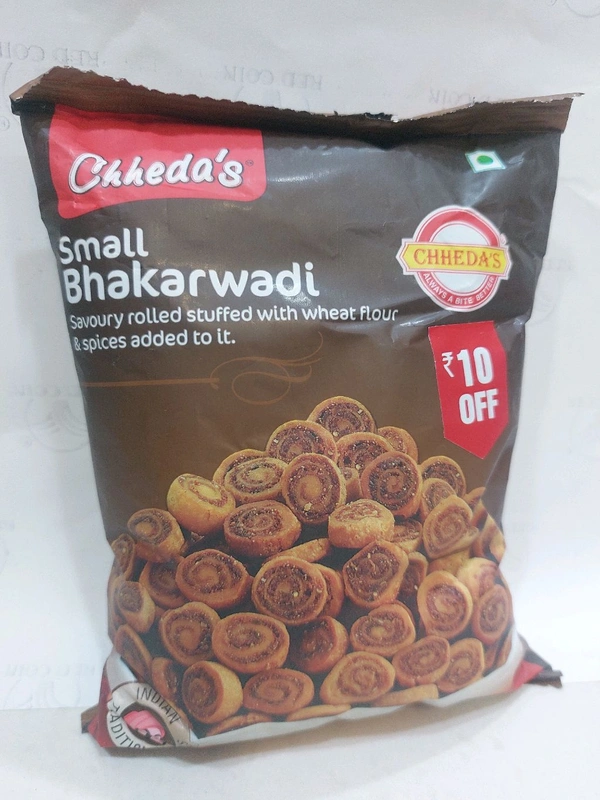 Chheda's
Small
Bhakarwadi
Savoury rolled stuffed with wheat flour
& spices added to it.
CHHEDA'S
ALWAYS A BITE BETTER
₹10
OFF
INDIAN